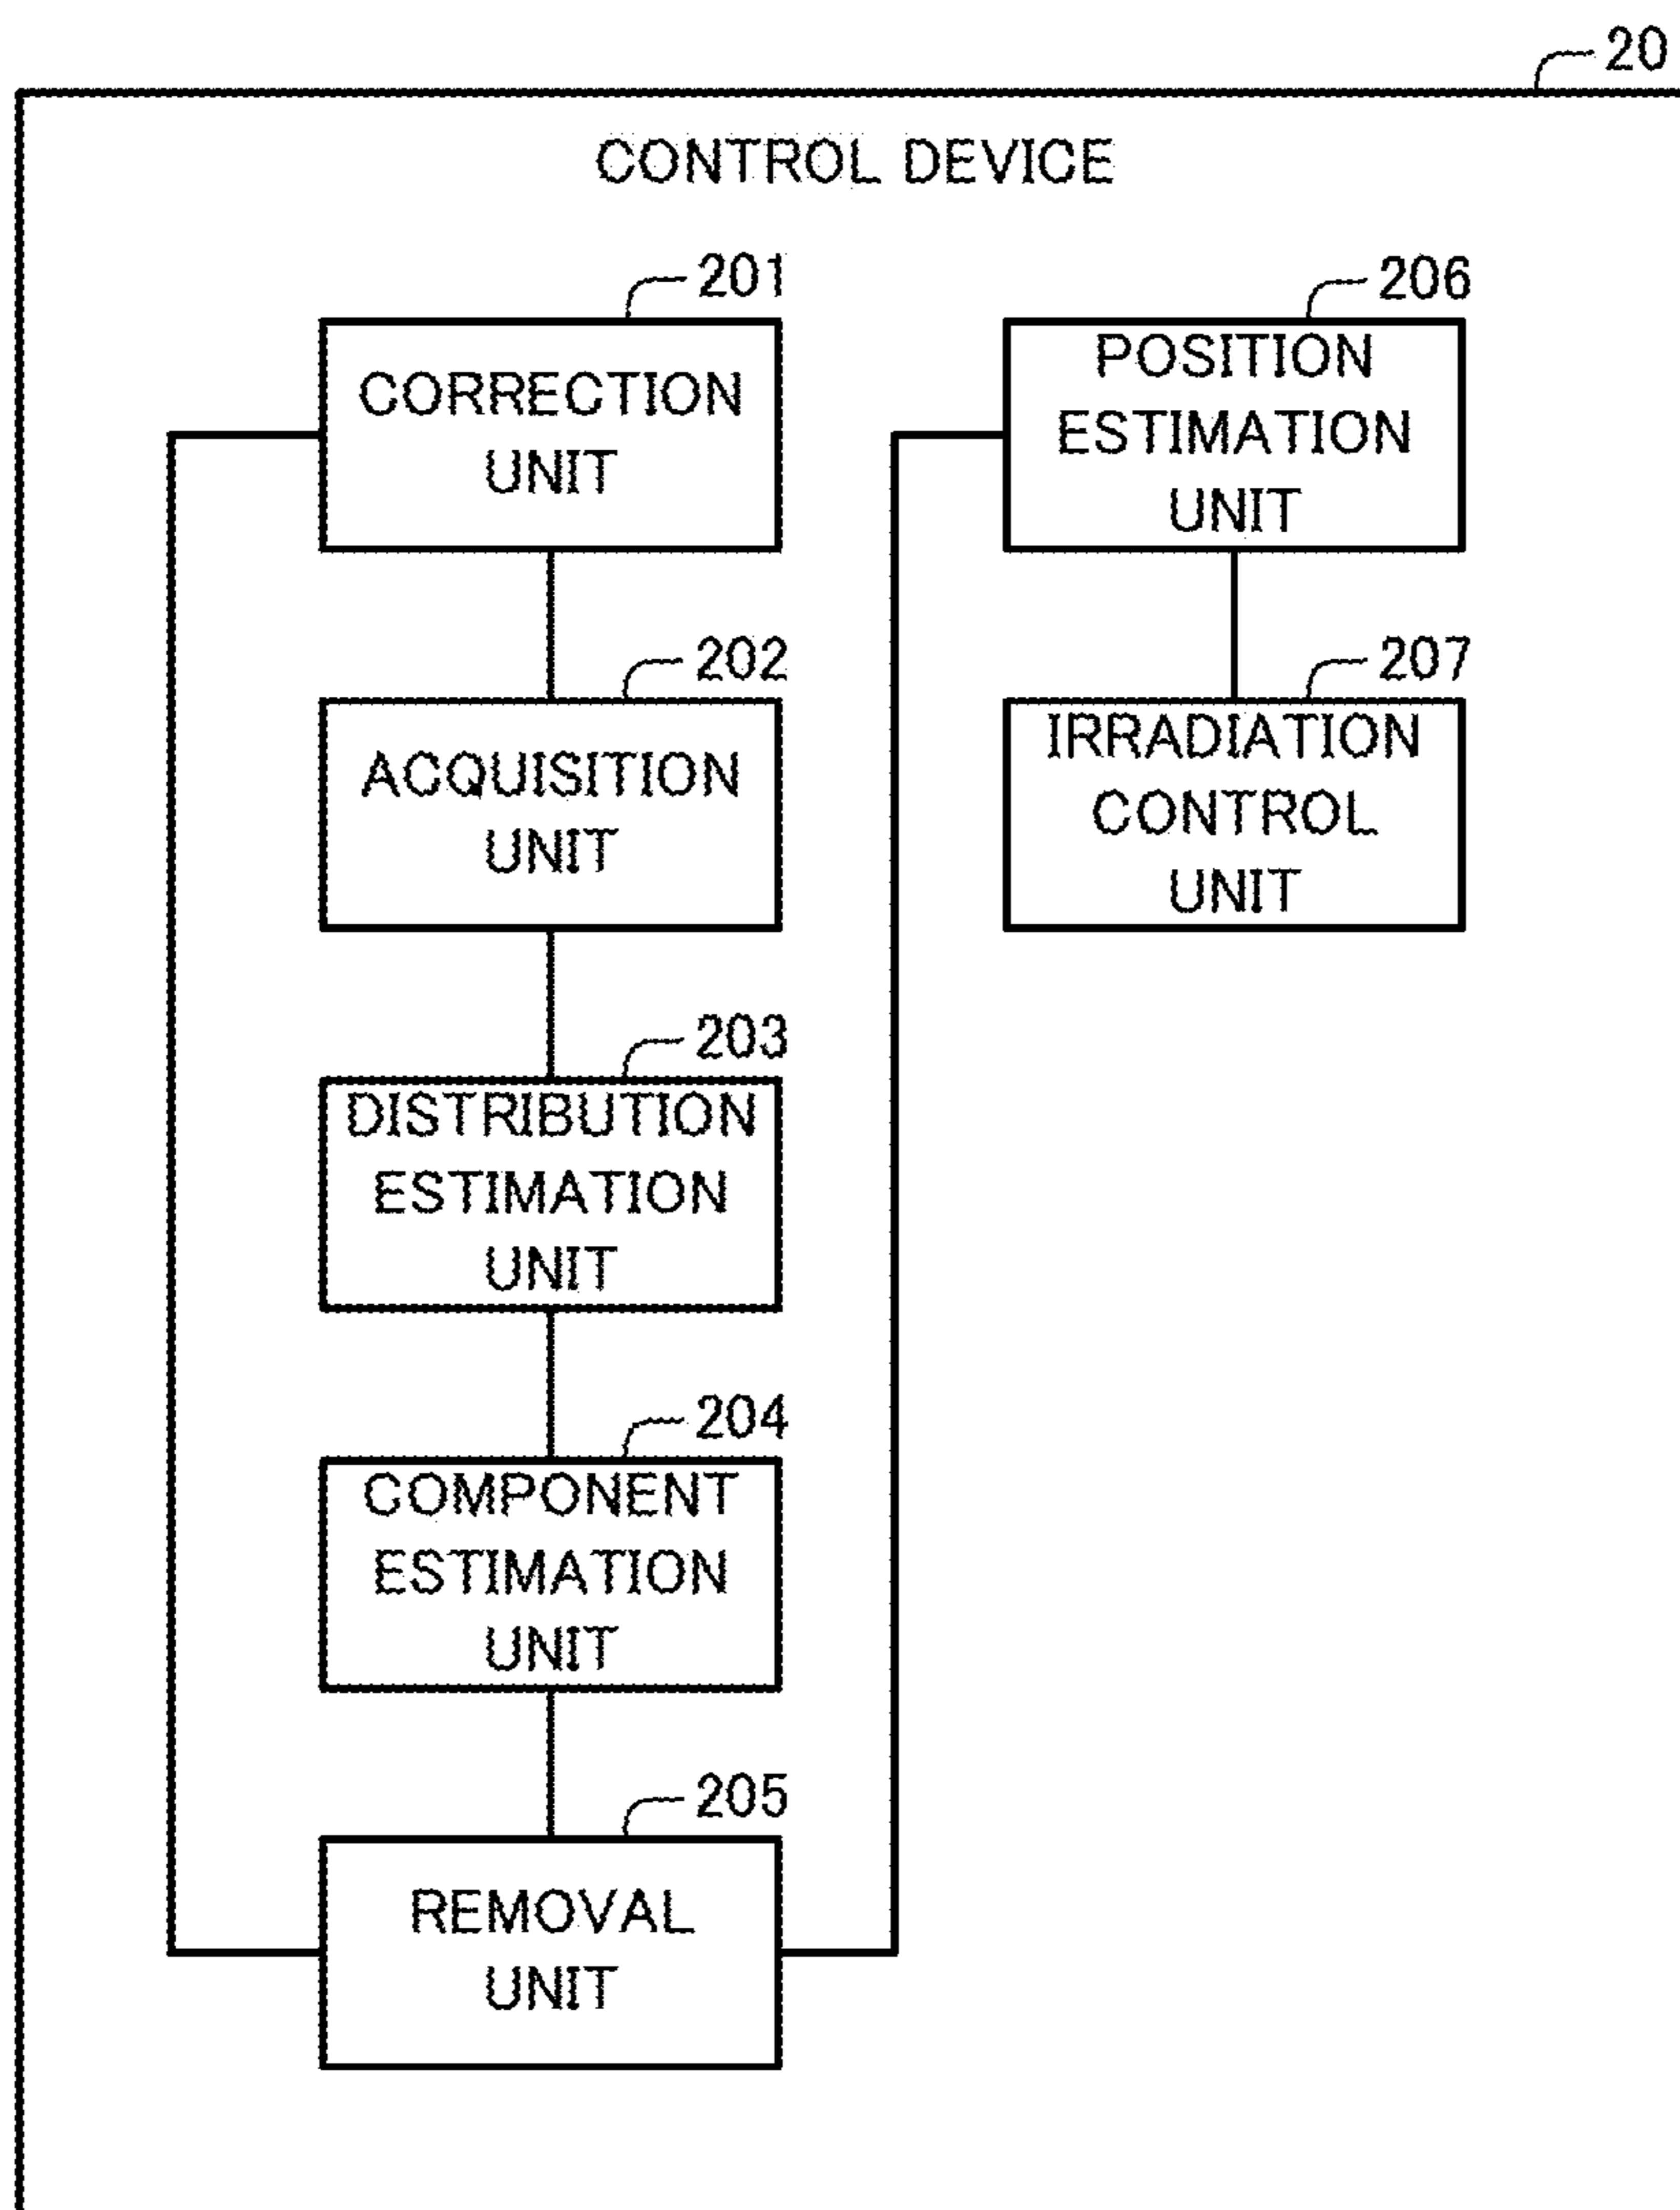 20
CONTROL DEVICE
201
CORRECTION
UNIT
202
ACQUISITION
UNIT
203
DISTRIBUTION
ESTIMATION
UNIT
204
COMPONENT
ESTIMATION
UNIT
205
REMOVAL
UNIT
206
POSITION
ESTIMATION
UNIT
207
IRRADIATION
CONTROL
UNIT